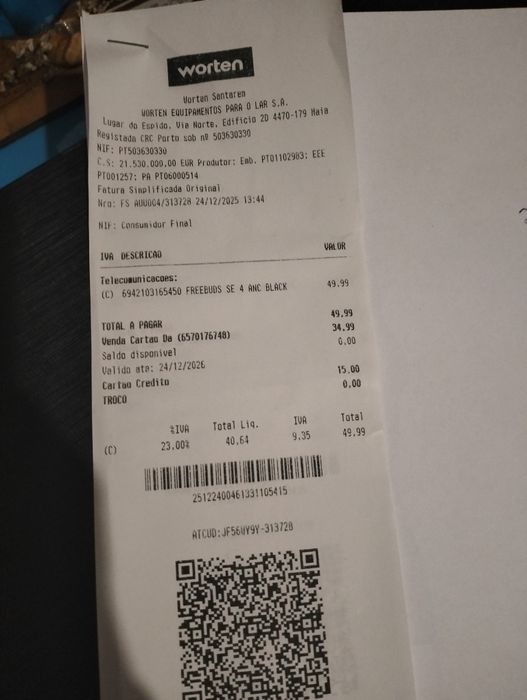 worten
Worten Santarem
WORTEN EQUIPAMENTOS PARA O LAR S.A.
Lugar do Espido, Via Norte, Edificio 2D 4470-179 Maia
Registada CRC Porto sob nº 503630330
NIF: PT503630330
C.S: 21.530.000,00 EUR Produtor: Emb. PT01102983; EEE
PT001257; PA PT06000514
Fatura Simplificada Original
Nro: FS AUU004/313728 24/12/2025 13:44
NIF: Consumidor Final
IVA DESCRICAO VALOR
Telecomunicacoes:
(C) 6942103165450 FREEBUDS SE 4 ANC BLACK 49.99
TOTAL A PAGAR 49.99
Venda Cartao Da (6570176748) 34.99
Saldo disponivel 0,00
Valido ate: 24/12/2026
Cartao Credito 15.00
TROCO 0.00
%IVA Total Liq. IVA Total
(C) 23.00% 40,64 9.35 49.99
25122400461331105415
ATCUD:JF56UY9Y-313728